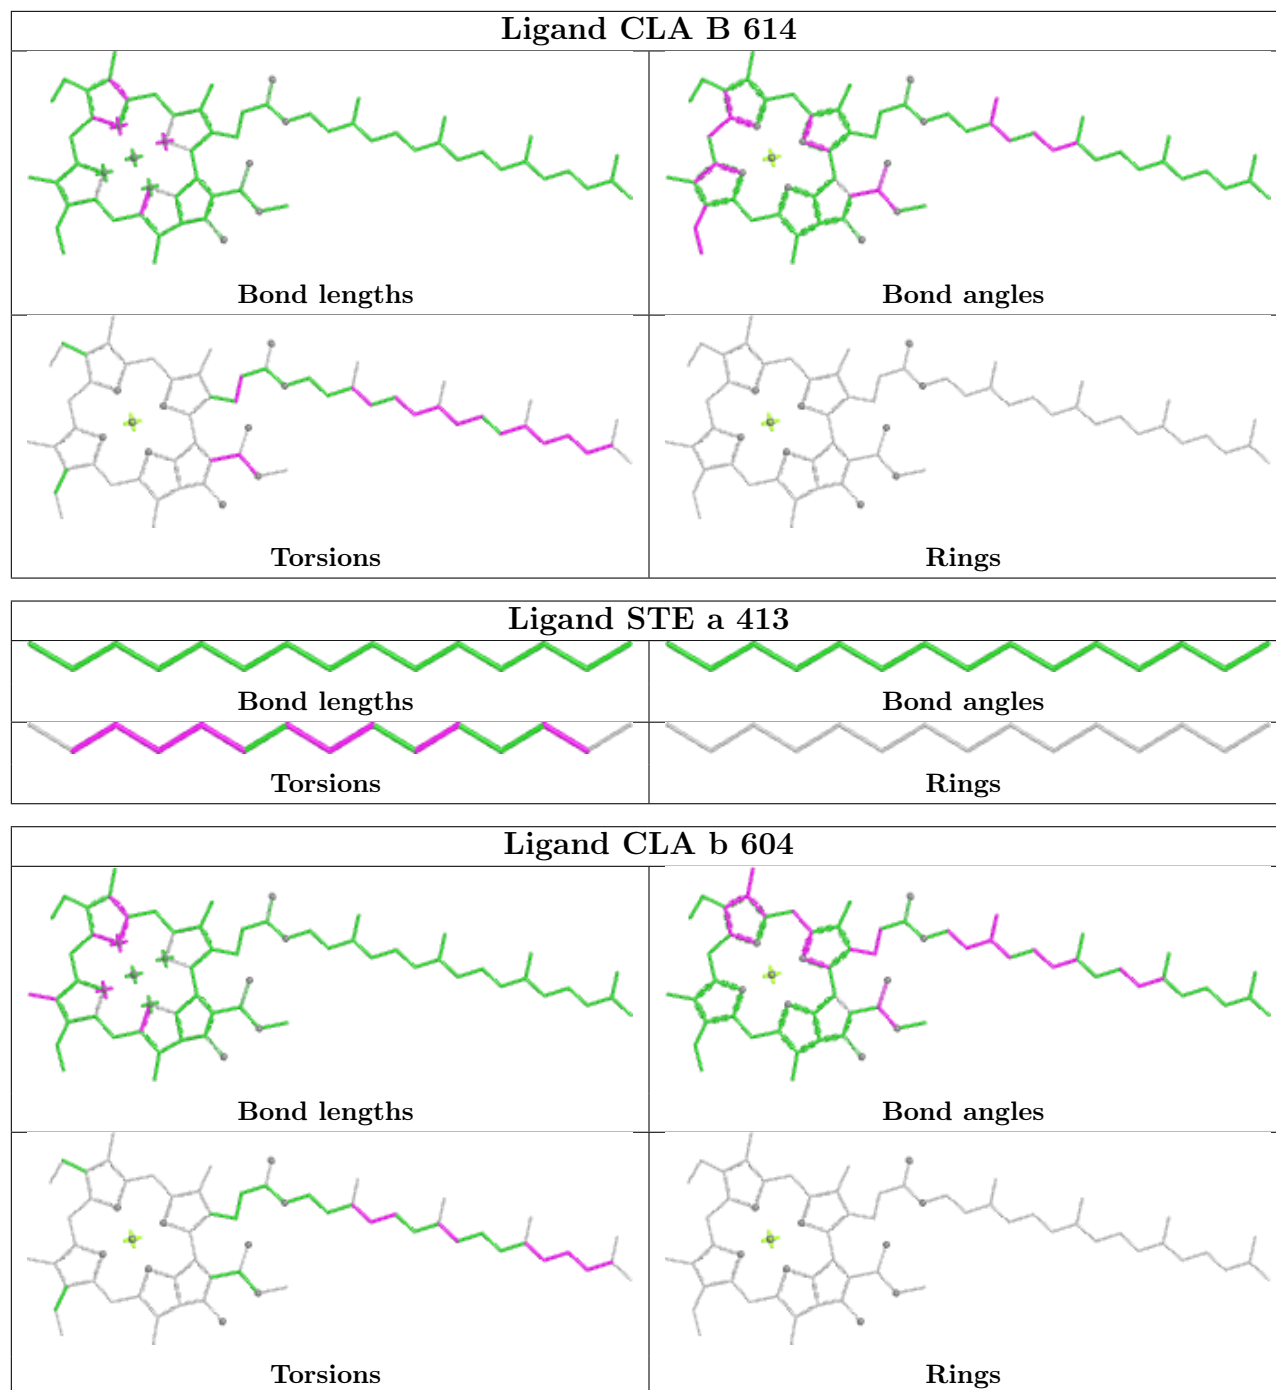 Ligand CLA B 614
Bond lengths
Bond angles
Torsions
Rings
Ligand STE a 413
Bond lengths
Bond angles
Torsions
Rings
Ligand CLA b 604
Bond lengths
Bond angles
Torsions
Rings